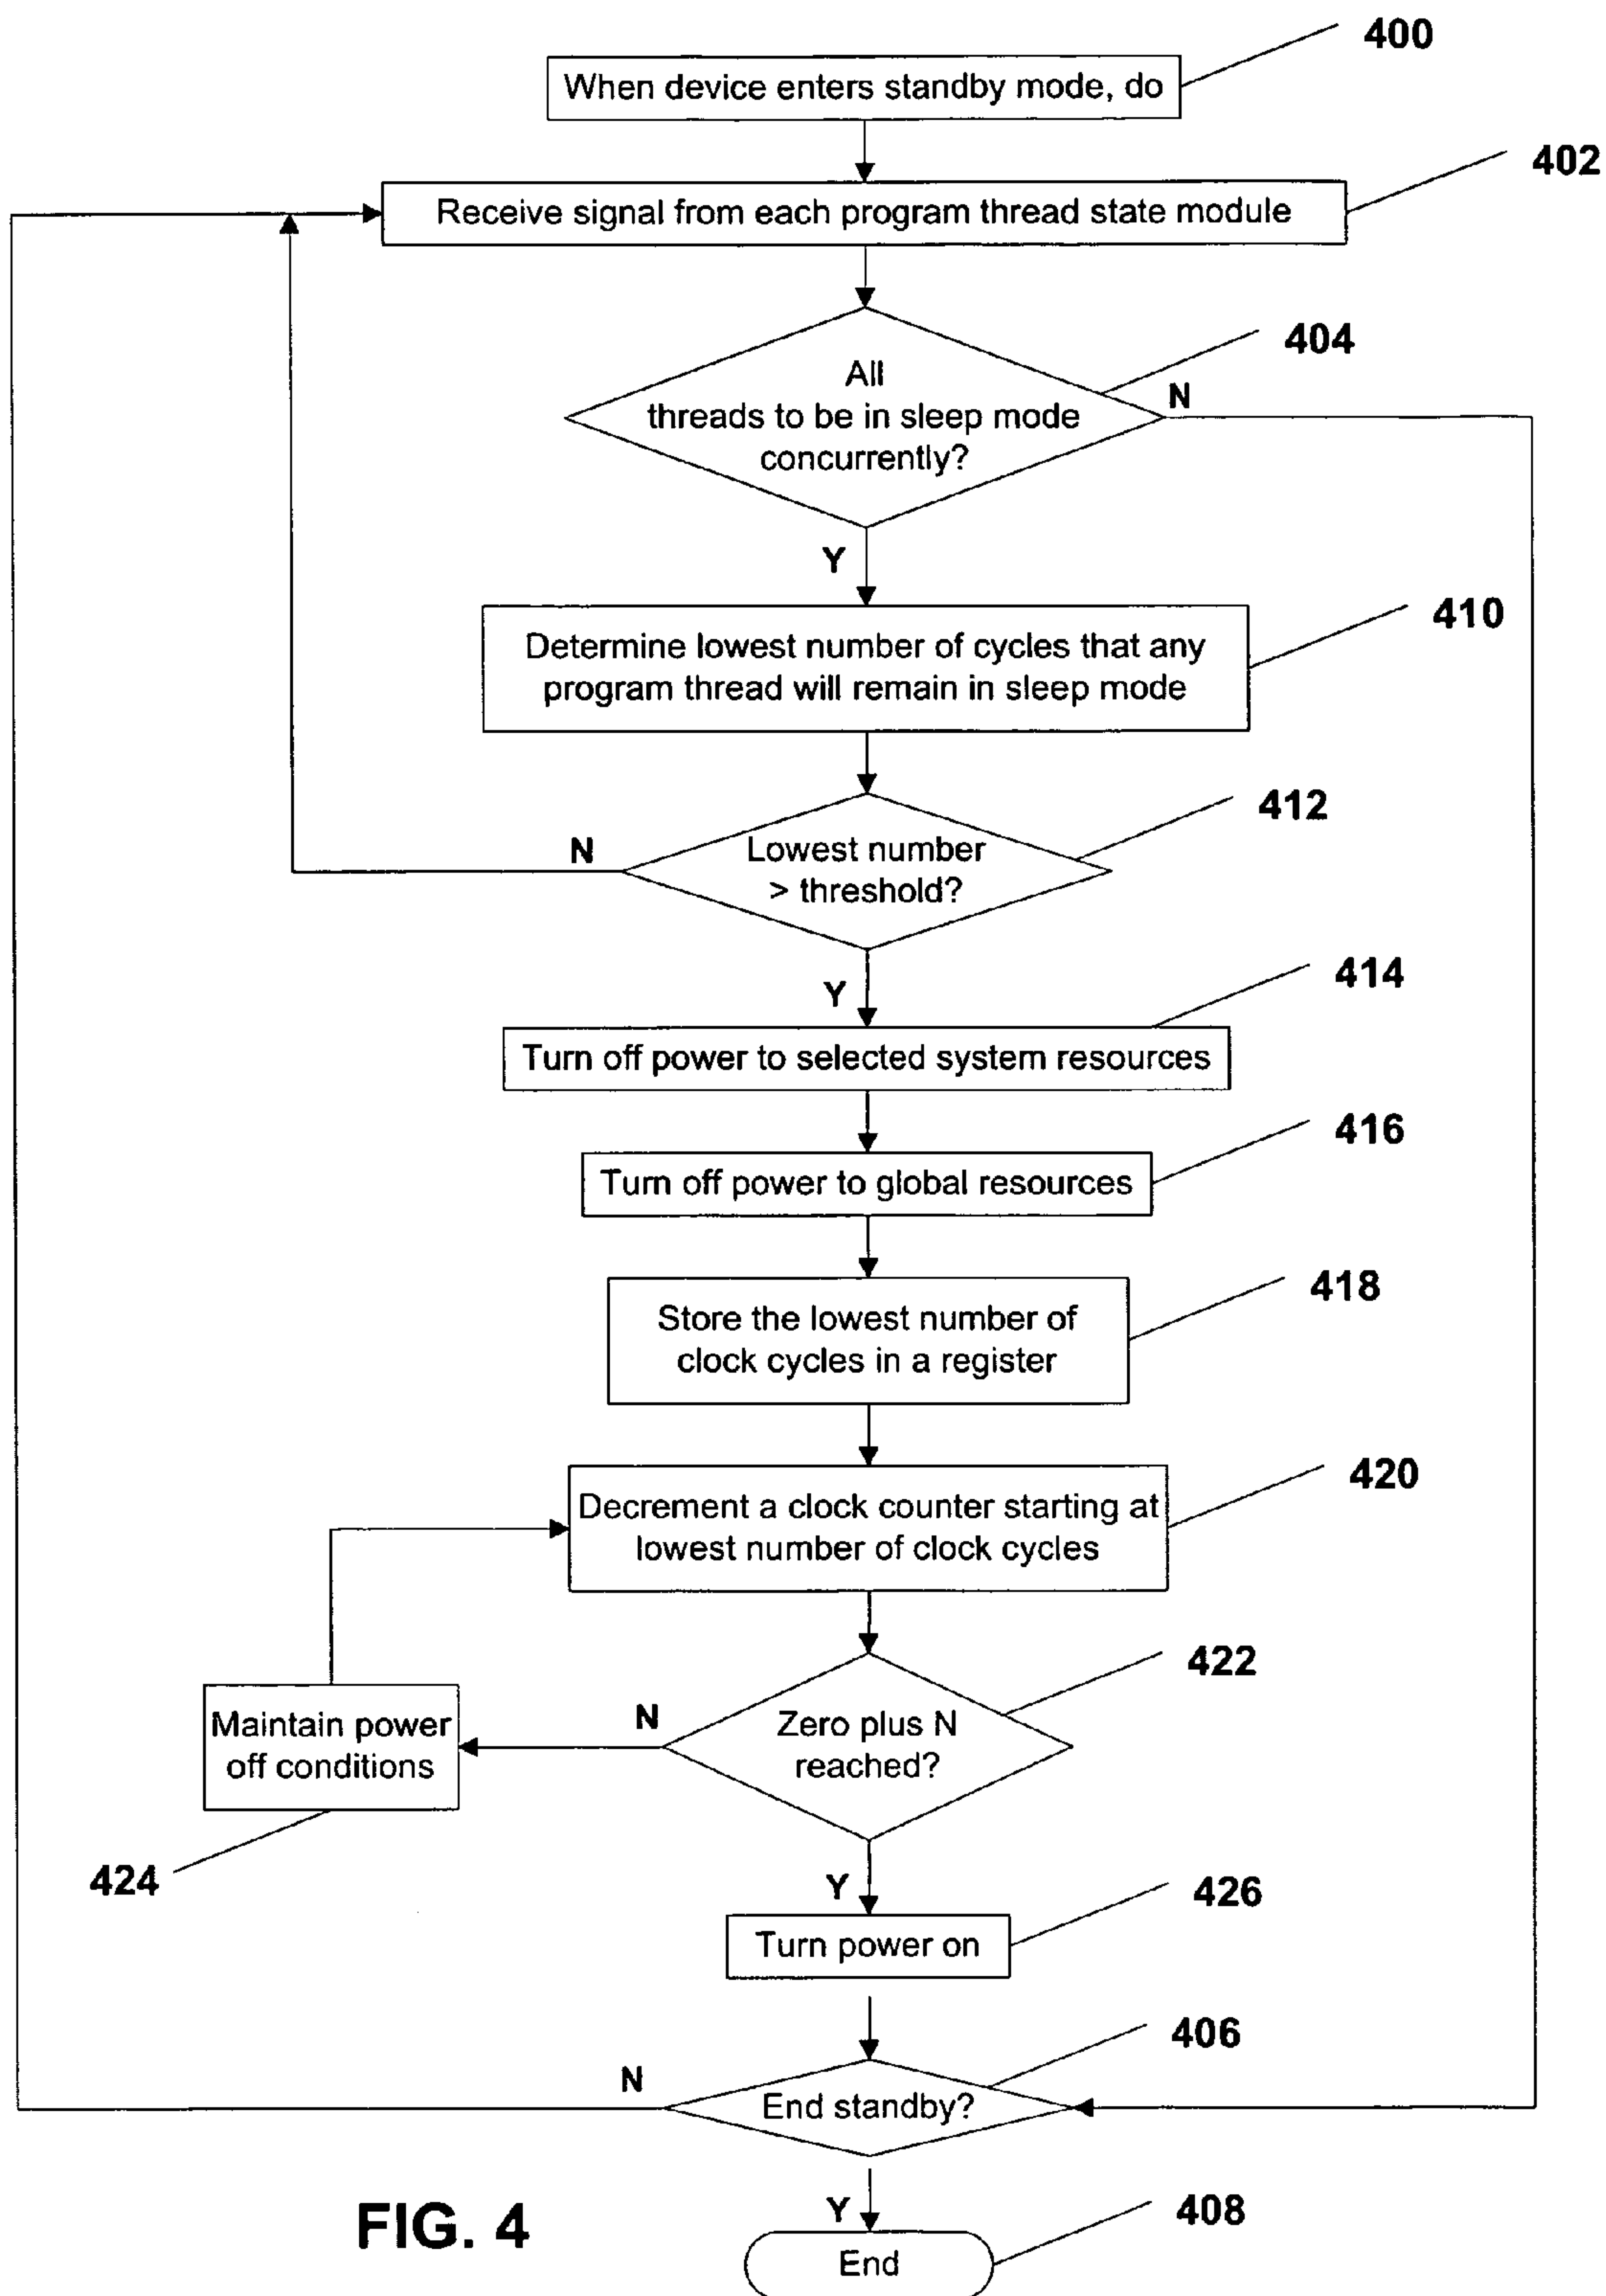 400
When device enters standby mode, do
402
Receive signal from each program thread state module
404
All
threads to be in sleep mode
concurrently?
N
Y
410
Determine lowest number of cycles that any
program thread will remain in sleep mode
412
Lowest number
> threshold?
N
Y
414
Turn off power to selected system resources
416
Turn off power to global resources
418
Store the lowest number of
clock cycles in a register
420
Decrement a clock counter starting at
lowest number of clock cycles
422
Zero plus N
reached?
N
Maintain power
off conditions
424
Y
426
Turn power on
406
End standby?
N
Y
408
End
FIG. 4